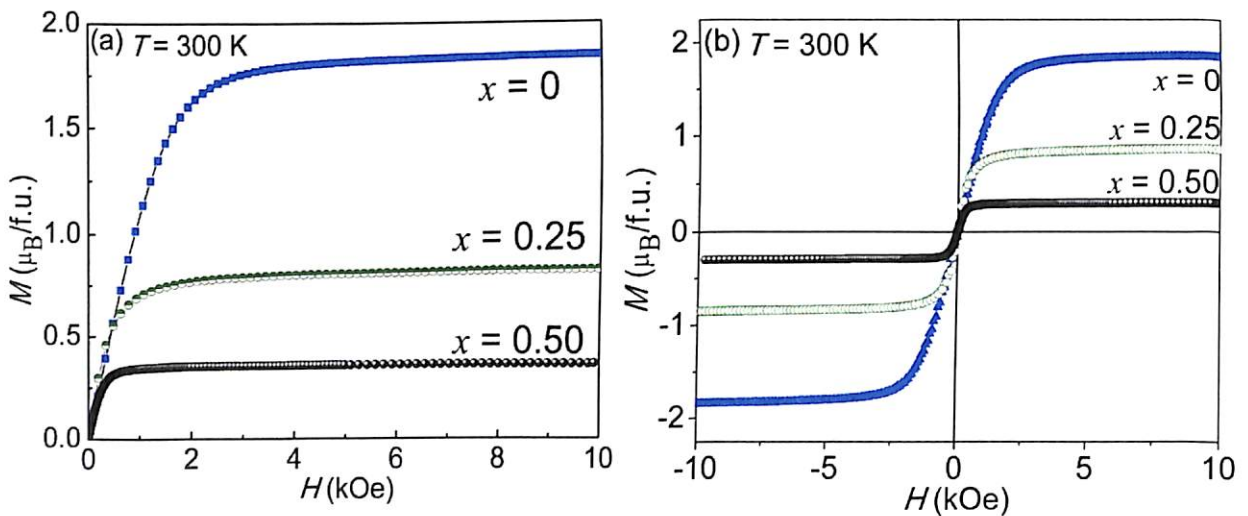 (a) T = 300 K
2.0
1.5
1.0
0.5
0.0
M (μB/f.u.)
x = 0
x = 0.25
x = 0.50
0 2 4 6 8 10
H (kOe)
(b) T = 300 K
2
1
0
-1
-2
M (μB/f.u.)
x = 0
x = 0.25
x = 0.50
-10 -5 0 5 10
H (kOe)